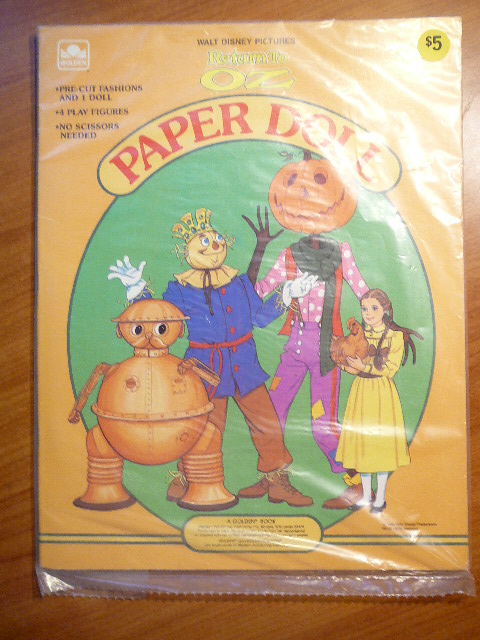 $5
WALT DISNEY PICTURES
GOLDEN
Return To
OZ
•PRE-CUT FASHIONS
AND 1 DOLL
•4 PLAY FIGURES
•NO SCISSORS
NEEDED
PAPER DOLL
A GOLDEN® BOOK